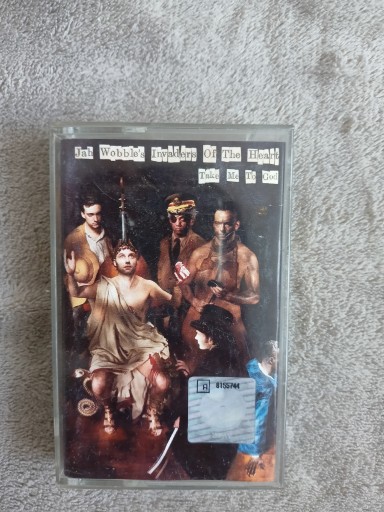 Jah Wobble's Invaders Of The Heart
Take Me To God
A 8155744